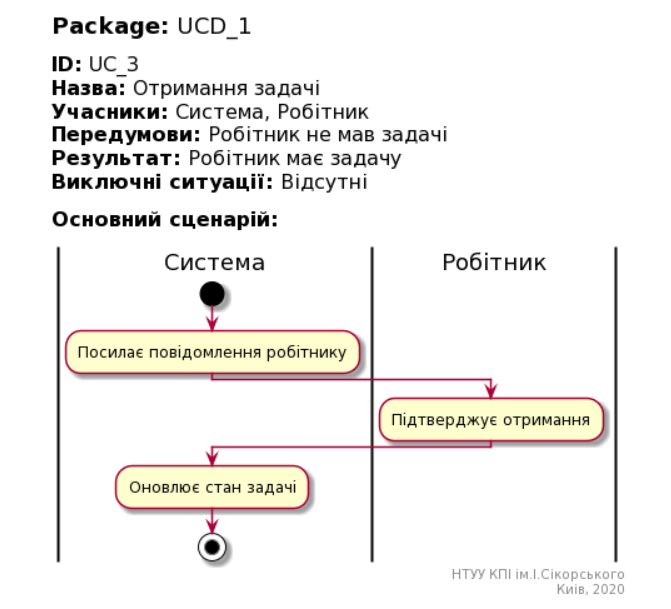 Package: UCD_1
ID: UC_3
Назва: Отримання задачі
Учасники: Система, Робітник
Передумови: Робітник не мав задачі
Результат: Робітник має задачу
Виключні ситуації: Відсутні
Основний сценарій:
Система
Робітник
Посилає повідомлення робітнику
Підтверджує отримання
Оновлює стан задачі
НТУУ КПІ ім.І.Сікорського
Киів, 2020